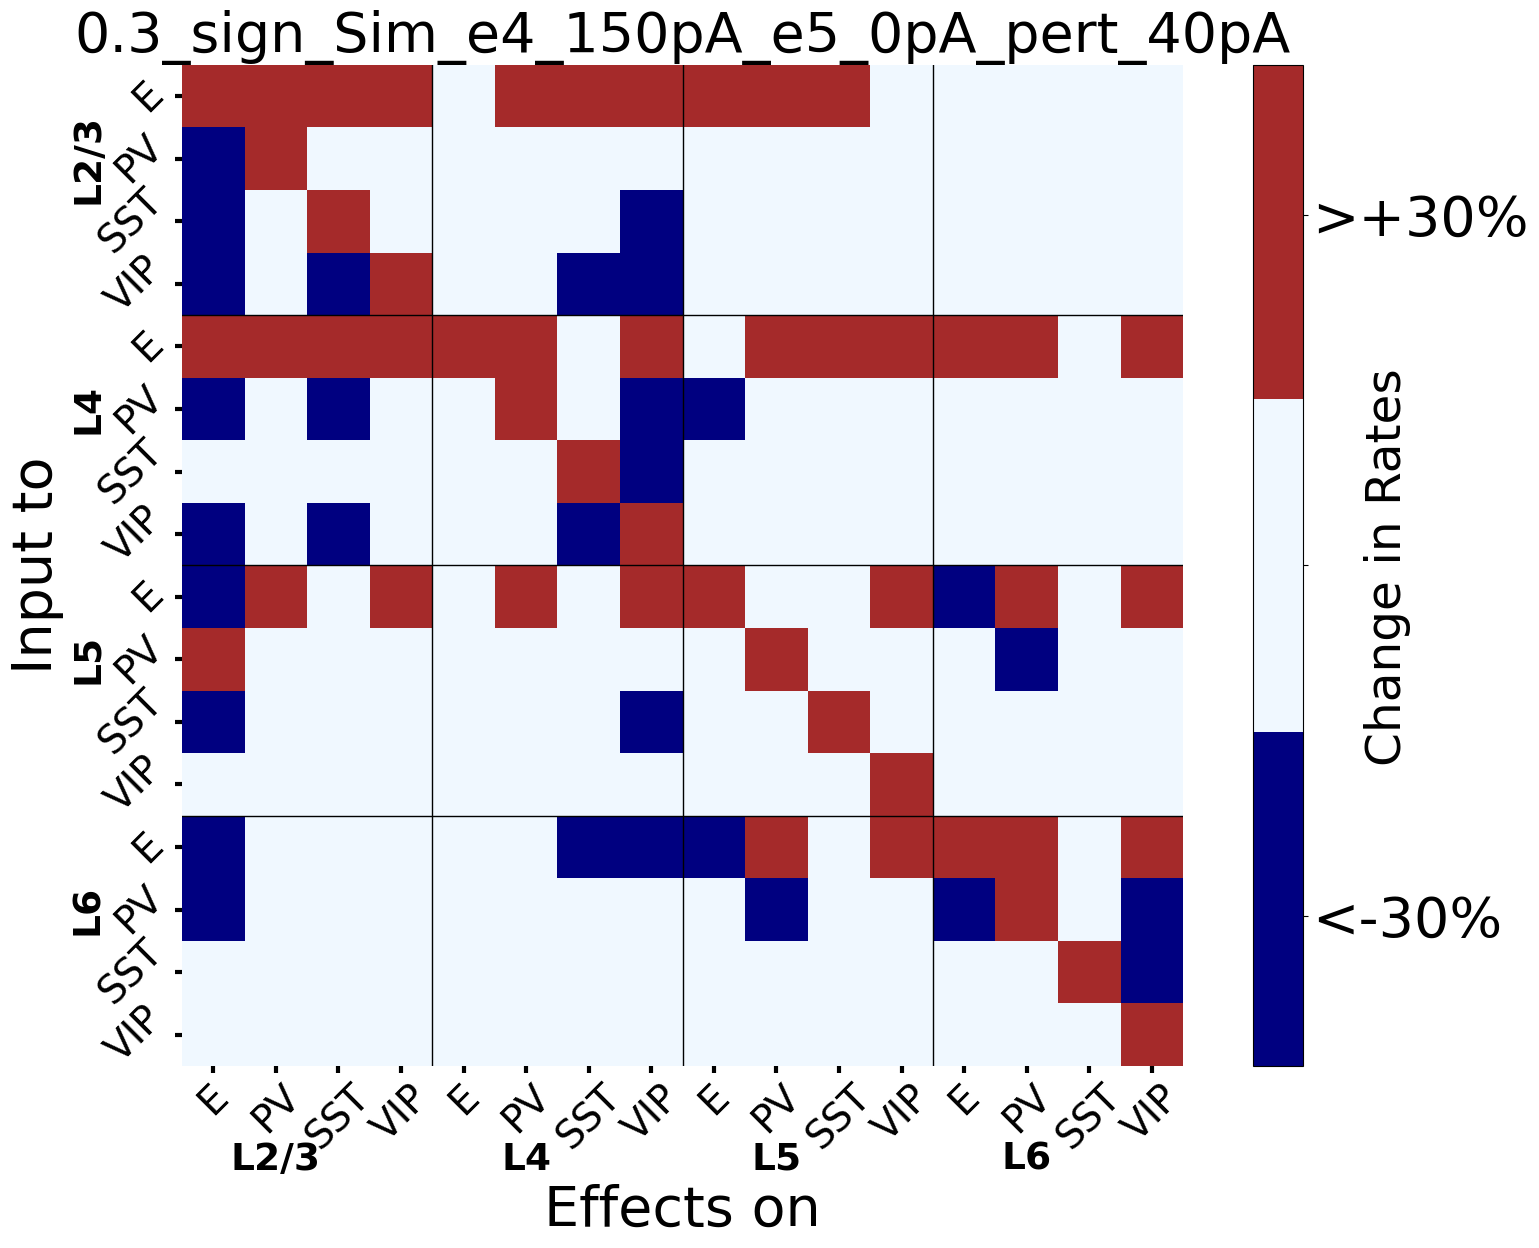 0.3_sign_Sim_e4_150pA_e5_0pA_pert_40pA
Input to
L2/3
E
PV
SST
VIP
L4
E
PV
SST
VIP
L5
E
PV
SST
VIP
L6
E
PV
SST
VIP
E PV SST VIP E PV SST VIP E PV SST VIP E PV SST VIP
L2/3 L4 L5 L6
Effects on
>+30%
<-30%
Change in Rates